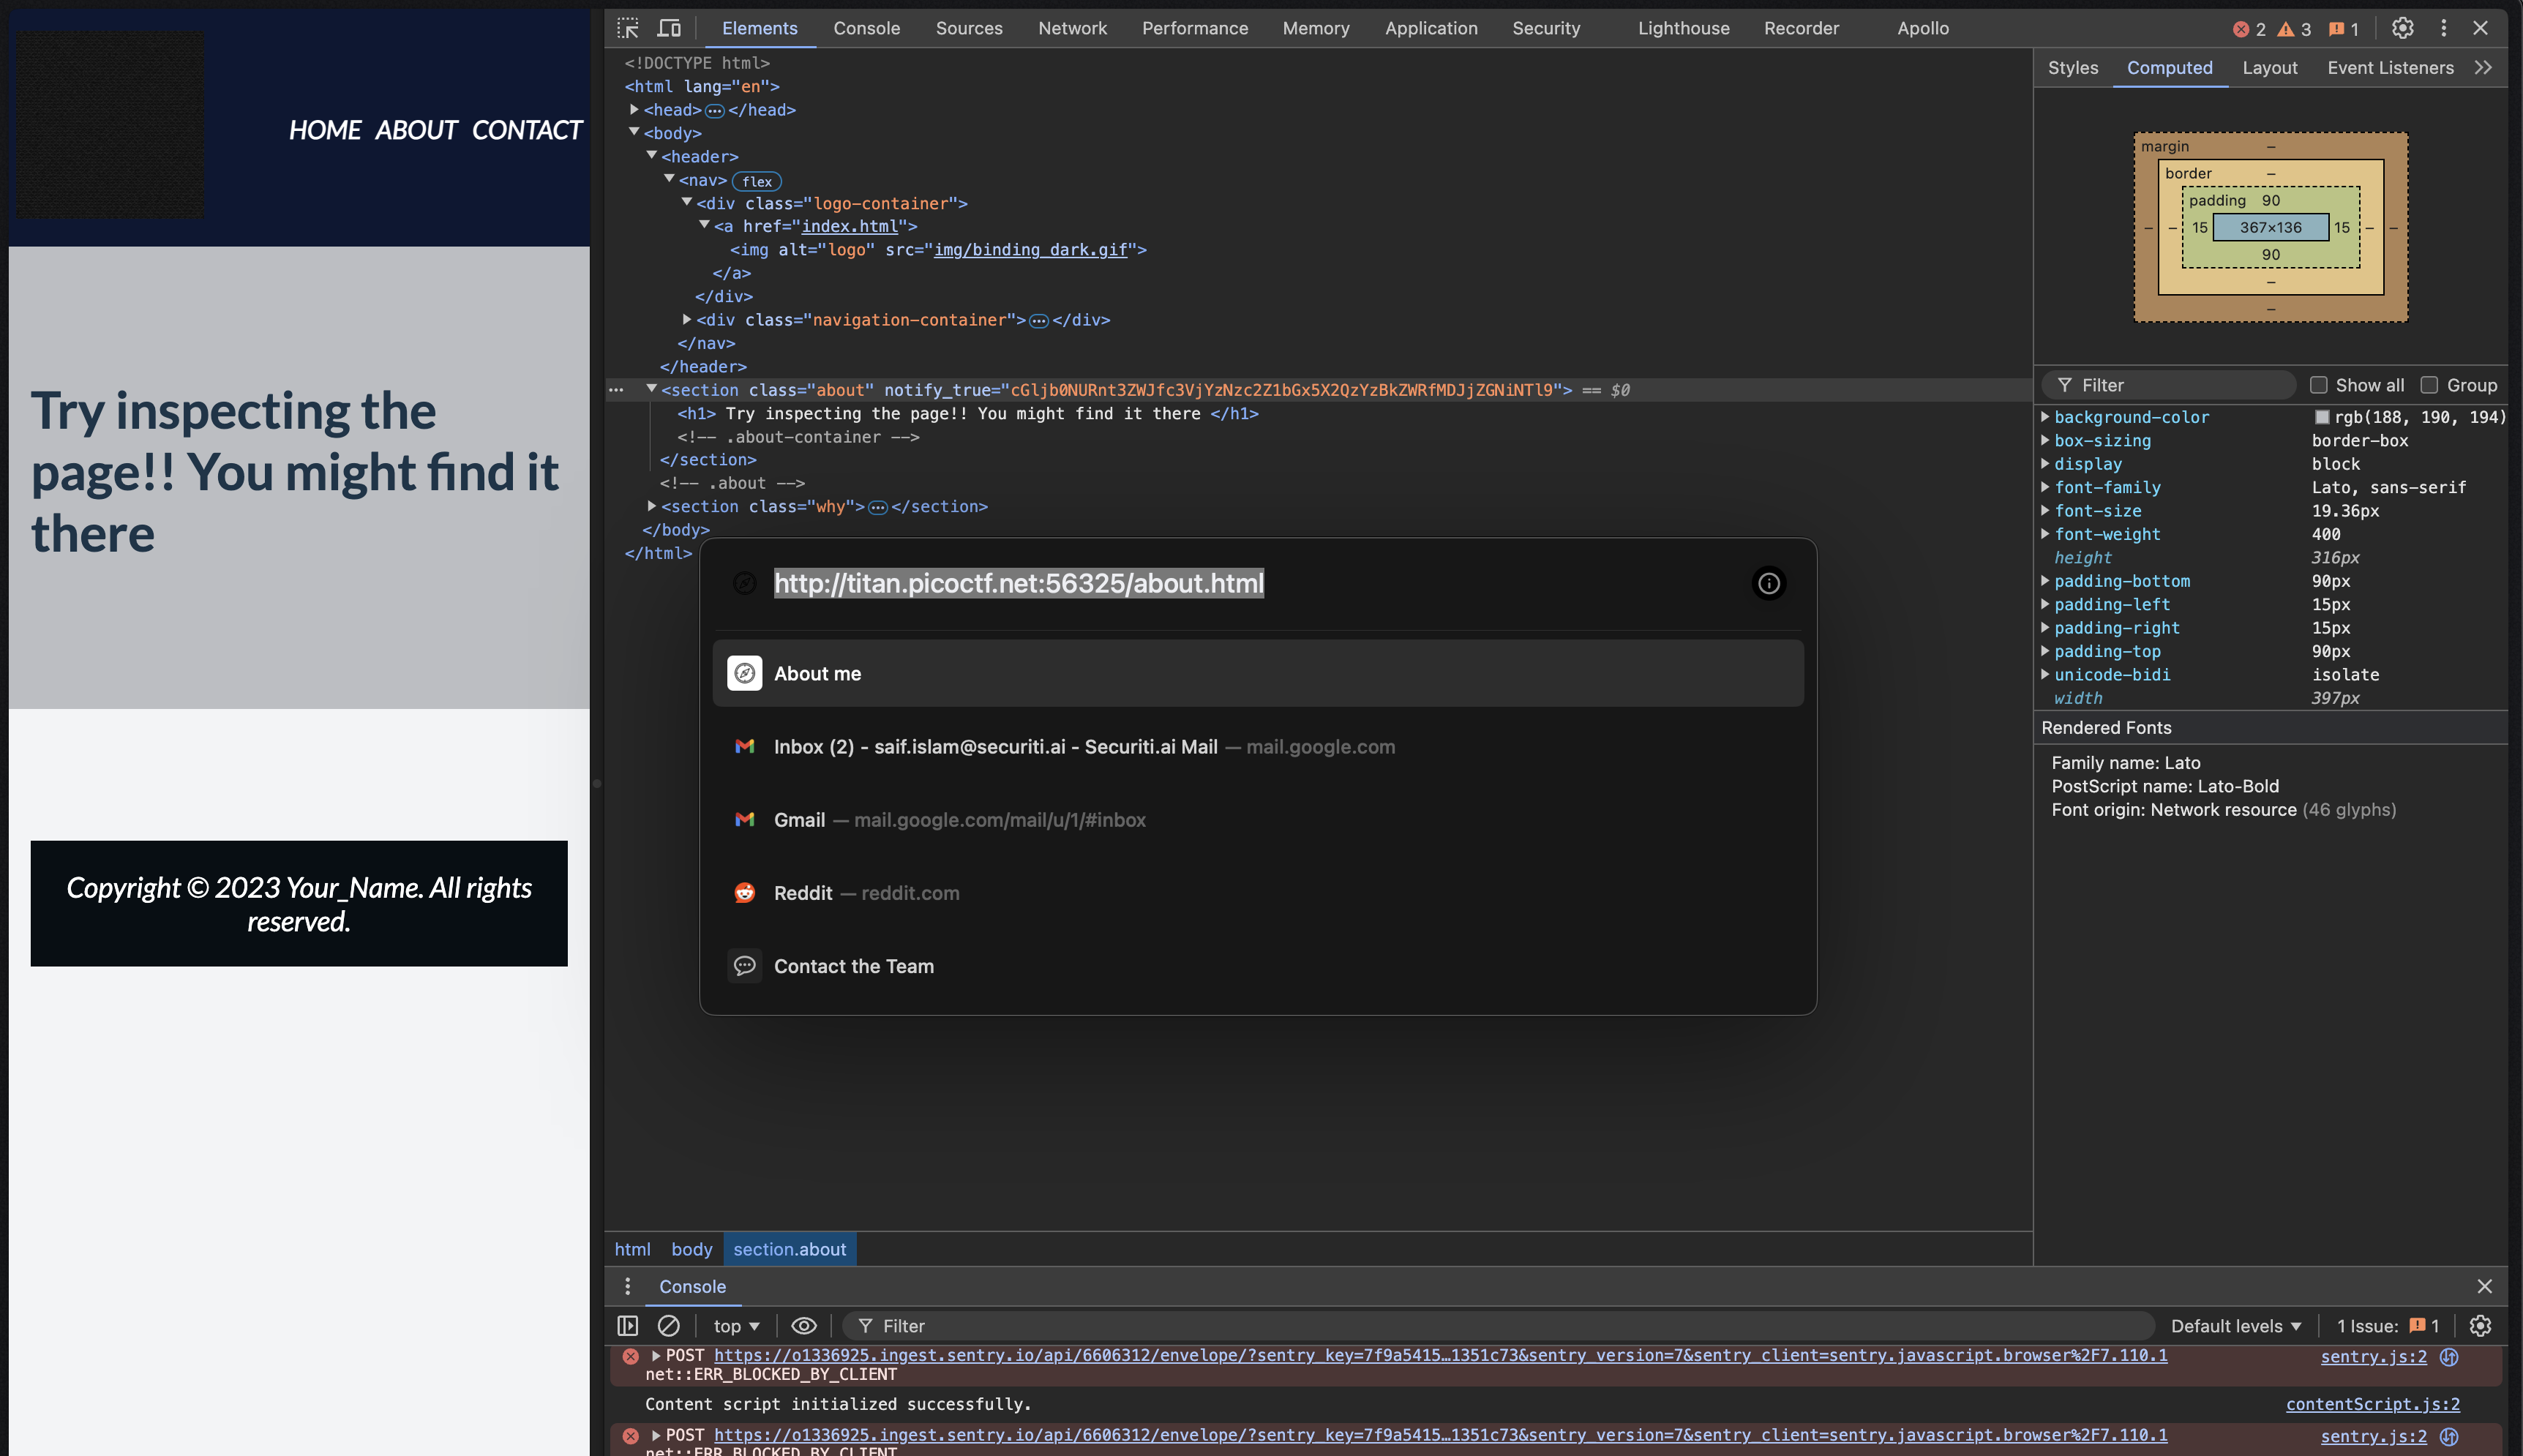 HOME ABOUT CONTACT
Try inspecting the
page!! You might find it
there
Copyright © 2023 Your_Name. All rights
reserved.
Elements Console Sources Network Performance Memory Application Security Lighthouse Recorder Apollo 2 3 1
<!DOCTYPE html>
<html lang="en">
<head> </head>
<body>
<header>
<nav> flex
<div class="logo-container">
<a href="index.html">
<img alt="logo" src="img/binding_dark.gif">
</a>
</div>
<div class="navigation-container"> </div>
</nav>
</header>
<section class="about" notify_true="cGljb0NURnt3ZWJfc3VjYzNzc2Z1bGx5X2QzYzBkZWRfMDJjZGNiNTl9"> == $0
<h1> Try inspecting the page!! You might find it there </h1>
<!-- .about-container -->
</section>
<!-- .about -->
<section class="why"> </section>
</body>
</html>
http://titan.picoctf.net:56325/about.html
About me
Inbox (2) - saif.islam@securiti.ai - Securiti.ai Mail — mail.google.com
Gmail — mail.google.com/mail/u/1/#inbox
Reddit — reddit.com
Contact the Team
Styles Computed Layout Event Listeners
margin –
border –
padding 90
– – 15 367×136 15 – –
90
–
–
Filter Show all Group
background-color rgb(188, 190, 194)
box-sizing border-box
display block
font-family Lato, sans-serif
font-size 19.36px
font-weight 400
height 316px
padding-bottom 90px
padding-left 15px
padding-right 15px
padding-top 90px
unicode-bidi isolate
width 397px
Rendered Fonts
Family name: Lato
PostScript name: Lato-Bold
Font origin: Network resource (46 glyphs)
html body section.about
Console
top Filter Default levels 1 Issue: 1
POST https://o1336925.ingest.sentry.io/api/6606312/envelope/?sentry_key=7f9a5415…1351c73&sentry_version=7&sentry_client=sentry.javascript.browser%2F7.110.1 sentry.js:2
net::ERR_BLOCKED_BY_CLIENT
Content script initialized successfully. contentScript.js:2
POST https://o1336925.ingest.sentry.io/api/6606312/envelope/?sentry_key=7f9a5415…1351c73&sentry_version=7&sentry_client=sentry.javascript.browser%2F7.110.1 sentry.js:2
net::ERR_BLOCKED_BY_CLIENT